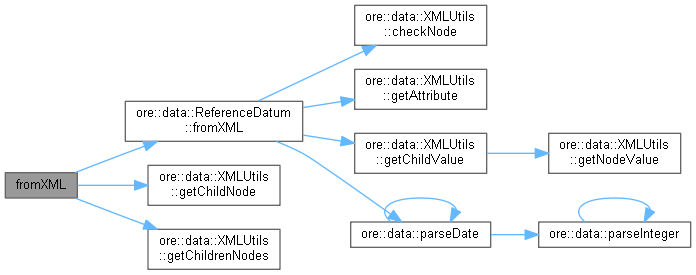 ore::data::XMLUtils
::checkNode
ore::data::ReferenceDatum
::fromXML
ore::data::XMLUtils
::getAttribute
ore::data::XMLUtils
::getChildValue
ore::data::XMLUtils
::getNodeValue
fromXML
ore::data::XMLUtils
::getChildNode
ore::data::parseDate
ore::data::parseInteger
ore::data::XMLUtils
::getChildrenNodes